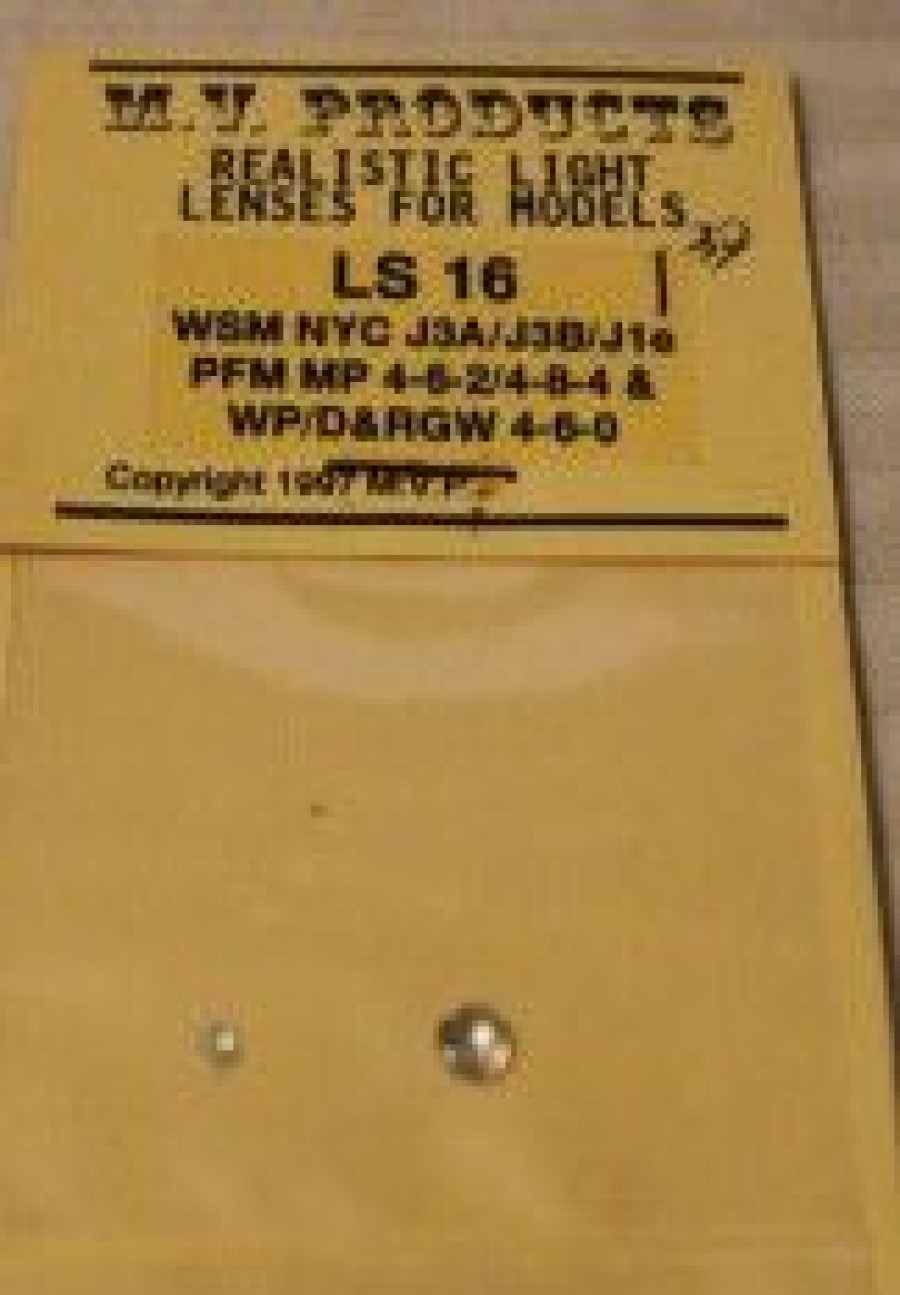 M.V. PRODUCTS
REALISTIC LIGHT
LENSES FOR MODELS
LS 16
WSM NYC J3A/J3B/J1e
PFM MP 4-6-2/4-8-4 &
WP/D&RGW 4-6-0
Copyright